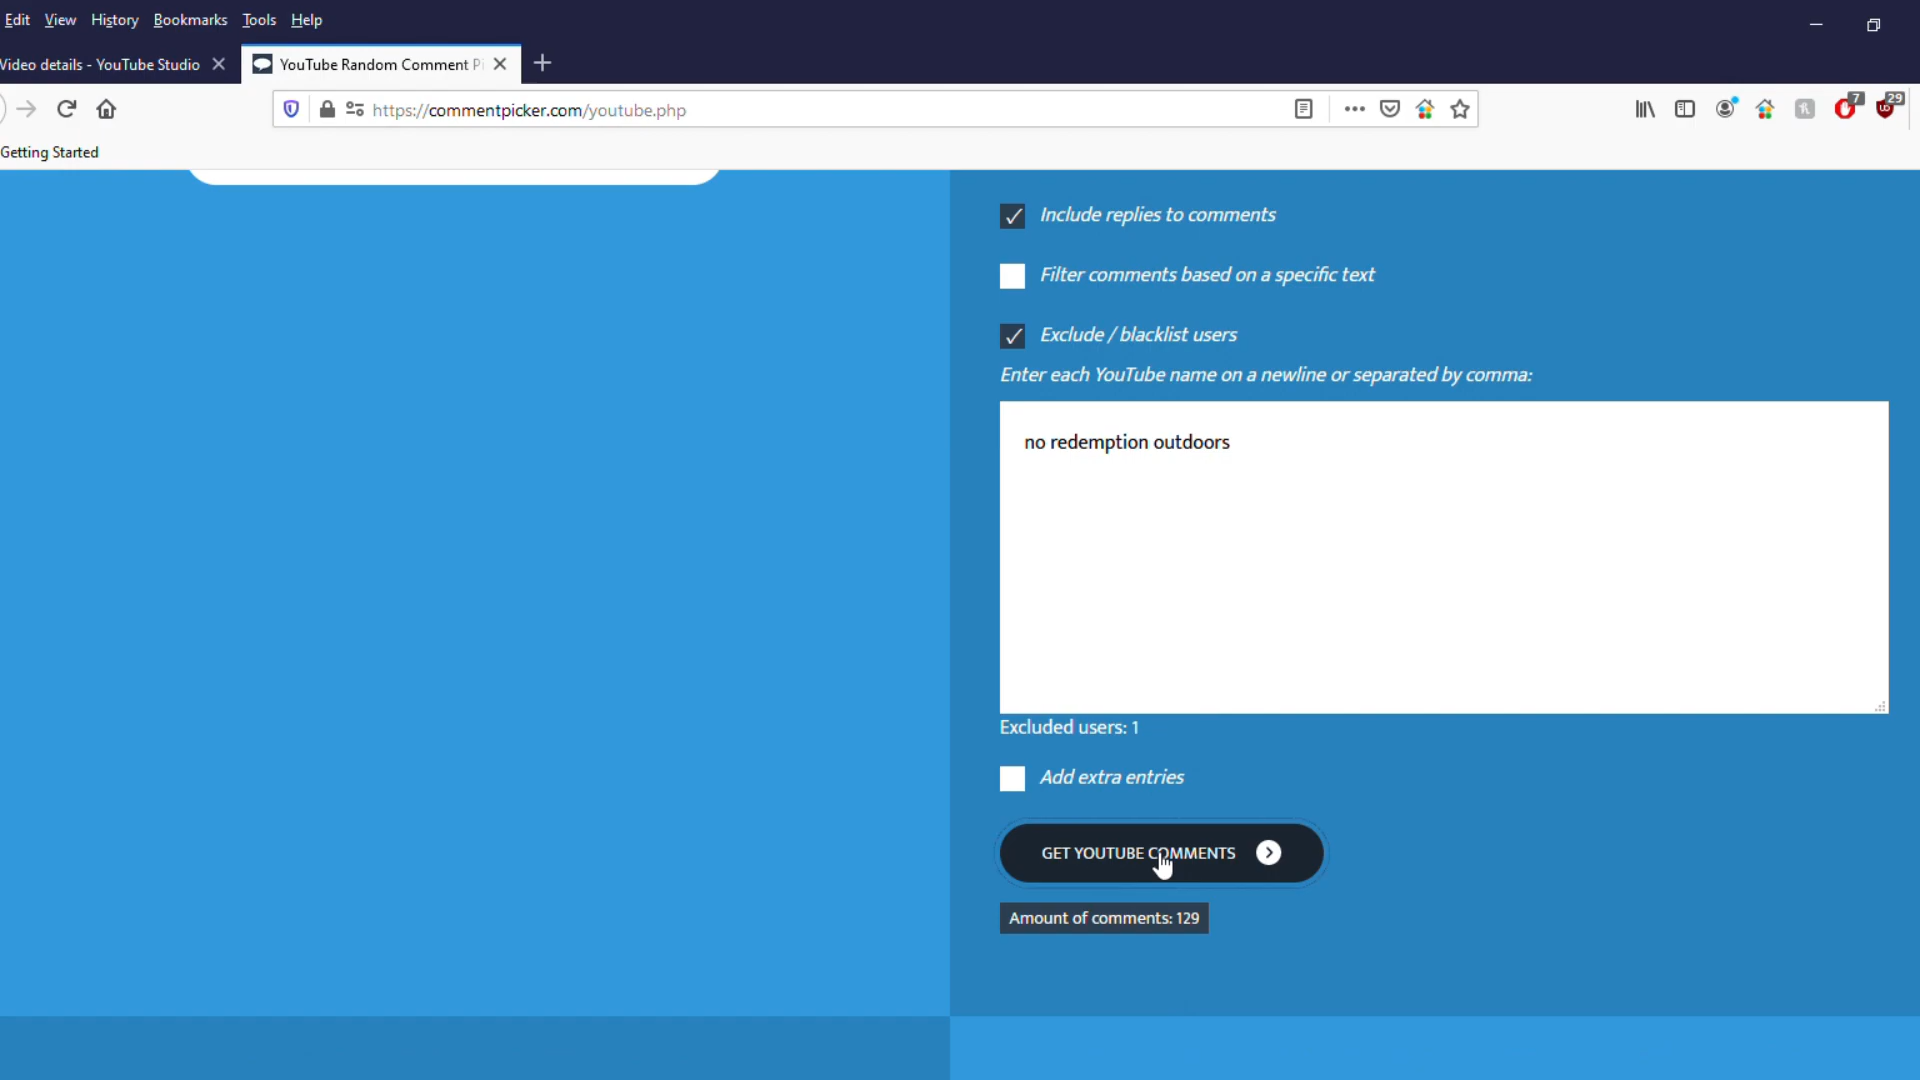 Edit View History Bookmarks Tools Help
Video details - YouTube Studio
YouTube Random Comment Pi
https://commentpicker.com/youtube.php
7
29
Getting Started
Include replies to comments
Filter comments based on a specific text
Exclude / blacklist users
Enter each YouTube name on a newline or separated by comma:
no redemption outdoors
Excluded users: 1
Add extra entries
GET YOUTUBE COMMENTS
Amount of comments: 129